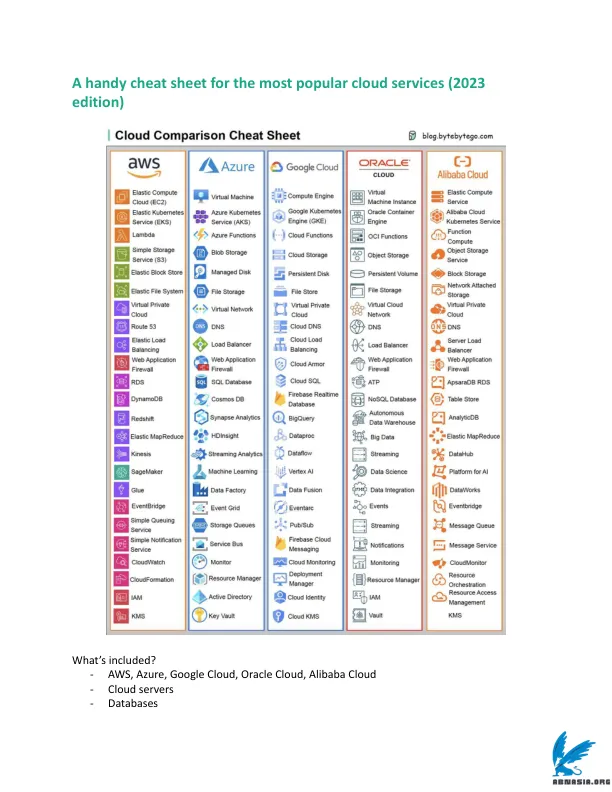 A handy cheat sheet for the most popular cloud services (2023
edition)
Cloud Comparison Cheat Sheet
blog.bytebytego.com
aws
Elastic Compute
Cloud (EC2)
Elastic Kubernetes
Service (EKS)
Lambda
Simple Storage
Service (S3)
Elastic Block Store
Elastic File System
Virtual Private
Cloud
Route 53
Elastic Load
Balancing
Web Application
Firewall
RDS
DynamoDB
Redshift
Elastic MapReduce
Kinesis
SageMaker
Glue
EventBridge
Simple Queuing
Service
Simple Notification
Service
CloudWatch
CloudFormation
IAM
KMS
Azure
Virtual Machine
Azure Kubernetes
Service (AKS)
Azure Functions
Blob Storage
Managed Disk
File Storage
Virtual Network
DNS
DNS
Load Balancer
Web Application
Firewall
SQL
SQL Database
Cosmos DB
Synapse Analytics
HDInsight
Streaming Analytics
Machine Learning
Data Factory
Event Grid
Storage Queues
Service Bus
Monitor
Resource Manager
Active Directory
Key Vault
Google Cloud
Compute Engine
Google Kubernetes
Engine (GKE)
Cloud Functions
Cloud Storage
Persistent Disk
File Store
Virtual Private
Cloud
Cloud DNS
Cloud Load
Balancing
Cloud Armor
Cloud SQL
Firebase Realtime
Database
BigQuery
Dataproc
Dataflow
Vertex AI
Data Fusion
Eventarc
Pub/Sub
Firebase Cloud
Messaging
Cloud Monitoring
Deployment
Manager
Cloud Identity
Cloud KMS
ORACLE
CLOUD
Virtual
Machine Instance
Oracle Container
Engine
OCI Functions
Object Storage
Persistent Volume
File Storage
Virtual Cloud
Network
DNS
Load Balancer
Web Application
Firewall
ATP
NoSQL Database
Autonomous
Data Warehouse
Big Data
Streaming
Data Science
Data Integration
Events
Streaming
Notifications
Monitoring
Resource Manager
IAM
Vault
Alibaba Cloud
Elastic Compute
Service
Alibaba Cloud
Kubernetes Service
Function
Compute
Object Storage
Service
Block Storage
Network Attached
Storage
Virtual Private
Cloud
DNS
DNS
Server Load
Balancer
Web Application
Firewall
ApsaraDB RDS
Table Store
AnalyticDB
Elastic MapReduce
DataHub
Platform for AI
DataWorks
Eventbridge
Message Queue
Message Service
CloudMonitor
Resource
Orchestration
Resource Access
Management
KMS
What's included?
- AWS, Azure, Google Cloud, Oracle Cloud, Alibaba Cloud
- Cloud servers
- Databases
ABNASIA.ORG